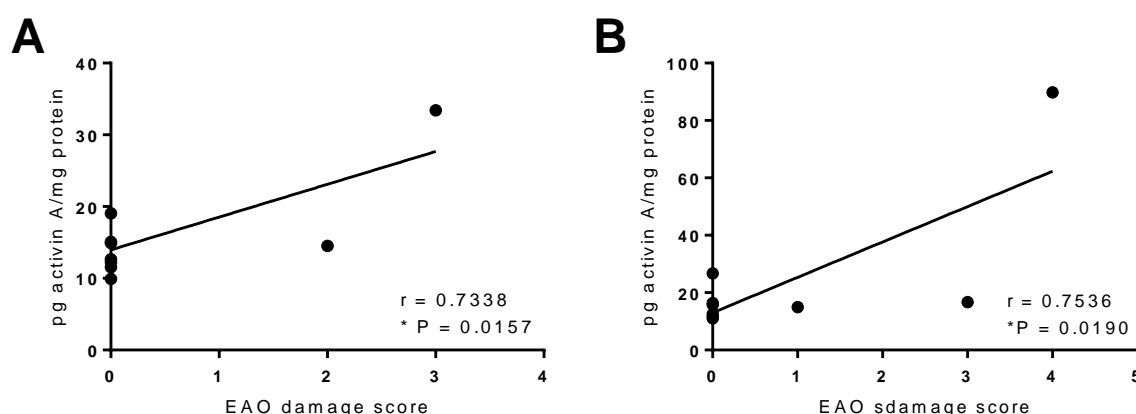 A
pg activin A/mg protein
40
30
20
10
0
0 1 2 3 4
EAO damage score
r = 0.7338
* P = 0.0157
B
pg activin A/mg protein
100
80
60
40
20
0
0 1 2 3 4 5
EAO sdamage score
r = 0.7536
*P = 0.0190